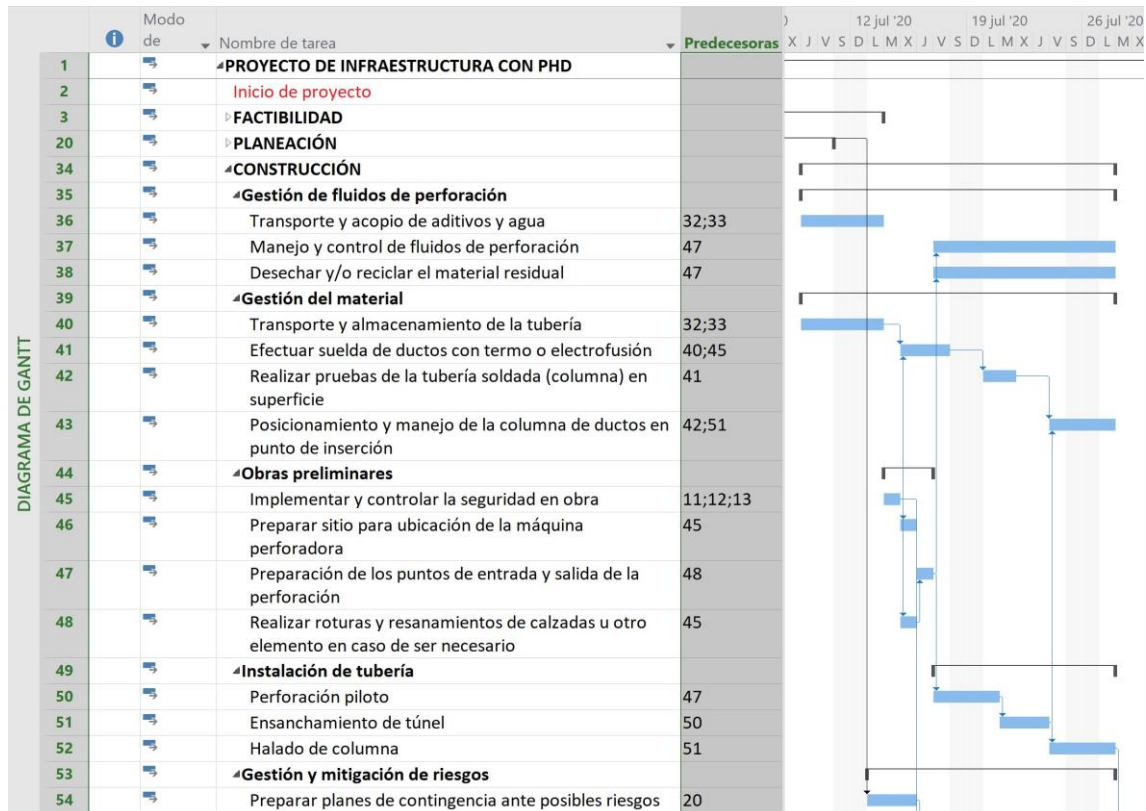 Modo
de
Nombre de tarea
Predecesoras
12 jul '20 19 jul '20 26 jul '20
X J V S D L M X J V S D L M X J V S D L M X
DIAGRAMA DE GANTT
1 PROYECTO DE INFRAESTRUCTURA CON PHD
2 Inicio de proyecto
3 FACTIBILIDAD
20 PLANEACIÓN
34 CONSTRUCCIÓN
35 Gestión de fluidos de perforación
36 Transporte y acopio de aditivos y agua 32;33
37 Manejo y control de fluidos de perforación 47
38 Desechar y/o reciclar el material residual 47
39 Gestión del material
40 Transporte y almacenamiento de la tubería 32;33
41 Efectuar suelda de ductos con termo o electrofusión 40;45
42 Realizar pruebas de la tubería soldada (columna) en 41
superficie
43 Posicionamiento y manejo de la columna de ductos en 42;51
punto de inserción
44 Obras preliminares
45 Implementar y controlar la seguridad en obra 11;12;13
46 Preparar sitio para ubicación de la máquina 45
perforadora
47 Preparación de los puntos de entrada y salida de la 48
perforación
48 Realizar roturas y resanamientos de calzadas u otro 45
elemento en caso de ser necesario
49 Instalación de tubería
50 Perforación piloto 47
51 Ensanchamiento de túnel 50
52 Halado de columna 51
53 Gestión y mitigación de riesgos
54 Preparar planes de contingencia ante posibles riesgos 20